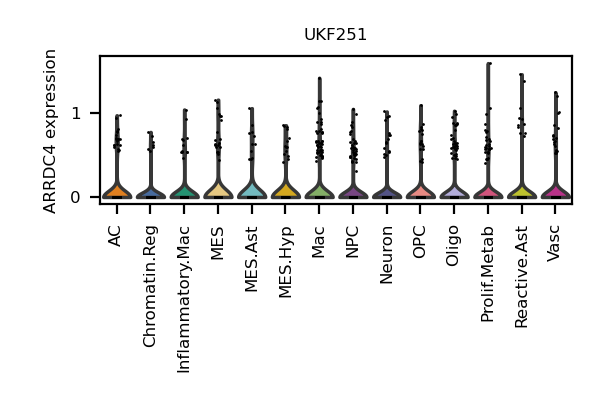 UKF251
ARRDC4 expression
1
0
AC
Chromatin.Reg
Inflammatory.Mac
MES
MES.Ast
MES.Hyp
Mac
NPC
Neuron
OPC
Oligo
Prolif.Metab
Reactive.Ast
Vasc